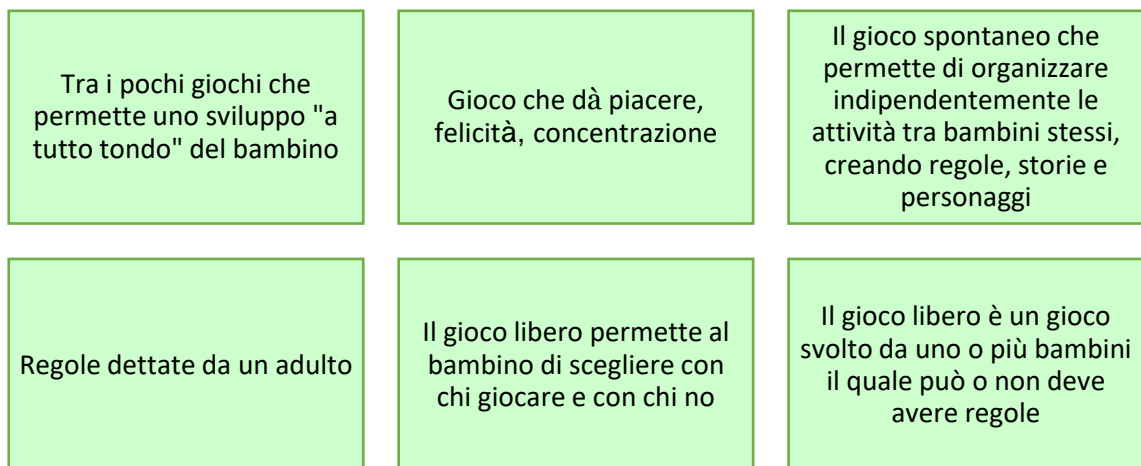 Tra i pochi giochi che
permette uno sviluppo "a
tutto tondo" del bambino
Gioco che dà piacere,
felicità, concentrazione
Il gioco spontaneo che
permette di organizzare
indipendentemente le
attività tra bambini stessi,
creando regole, storie e
personaggi
Regole dettate da un adulto
Il gioco libero permette al
bambino di scegliere con
chi giocare e con chi no
Il gioco libero è un gioco
svolto da uno o più bambini
il quale può o non deve
avere regole